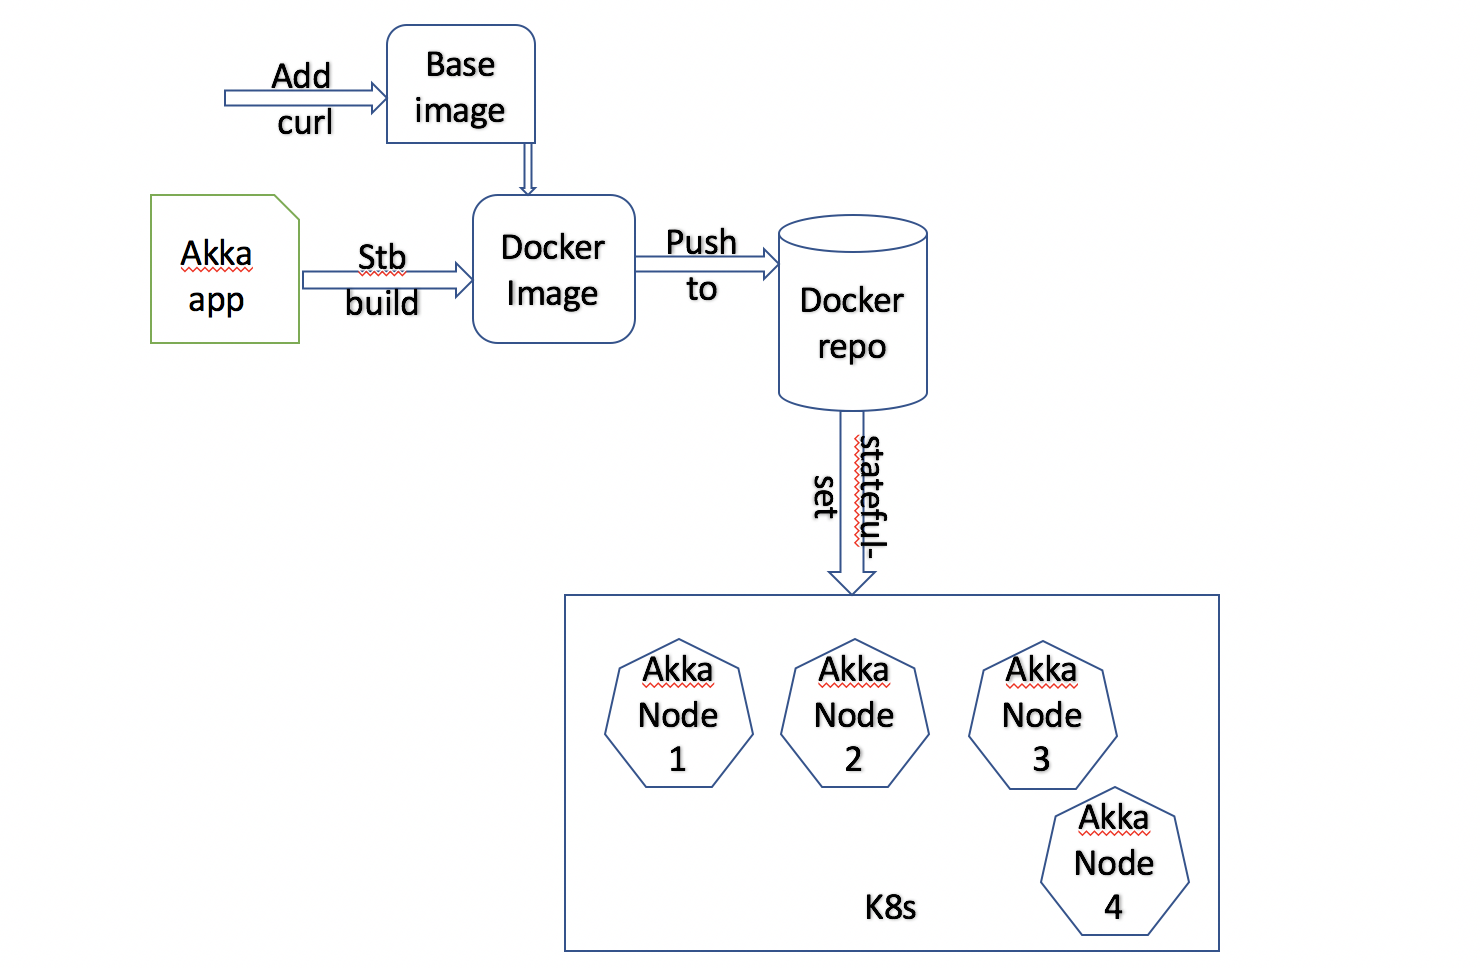 Add
curl
Base
image
Akka
app
Stb
build
Docker
Image
Push
to
Docker
repo
stateful-
set
Akka
Node
1
Akka
Node
2
Akka
Node
3
Akka
Node
4
K8s